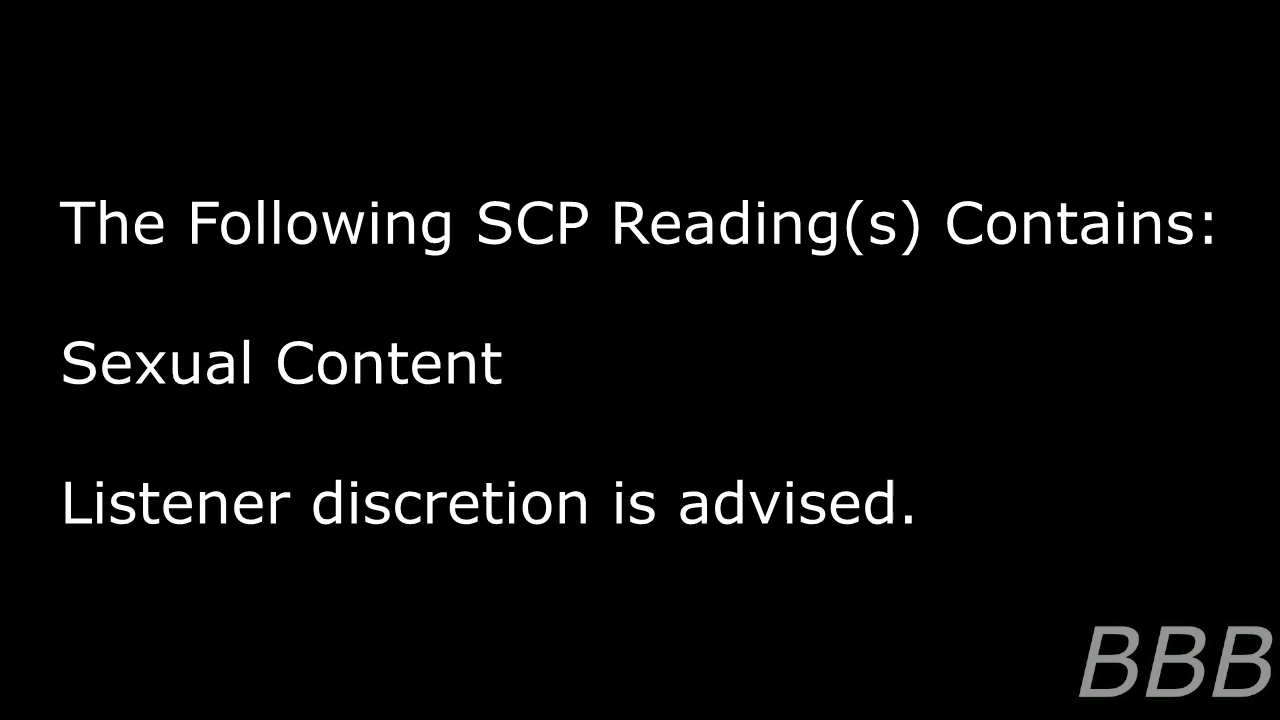 The Following SCP Reading(s) Contains:
Sexual Content
Listener discretion is advised.
BBB